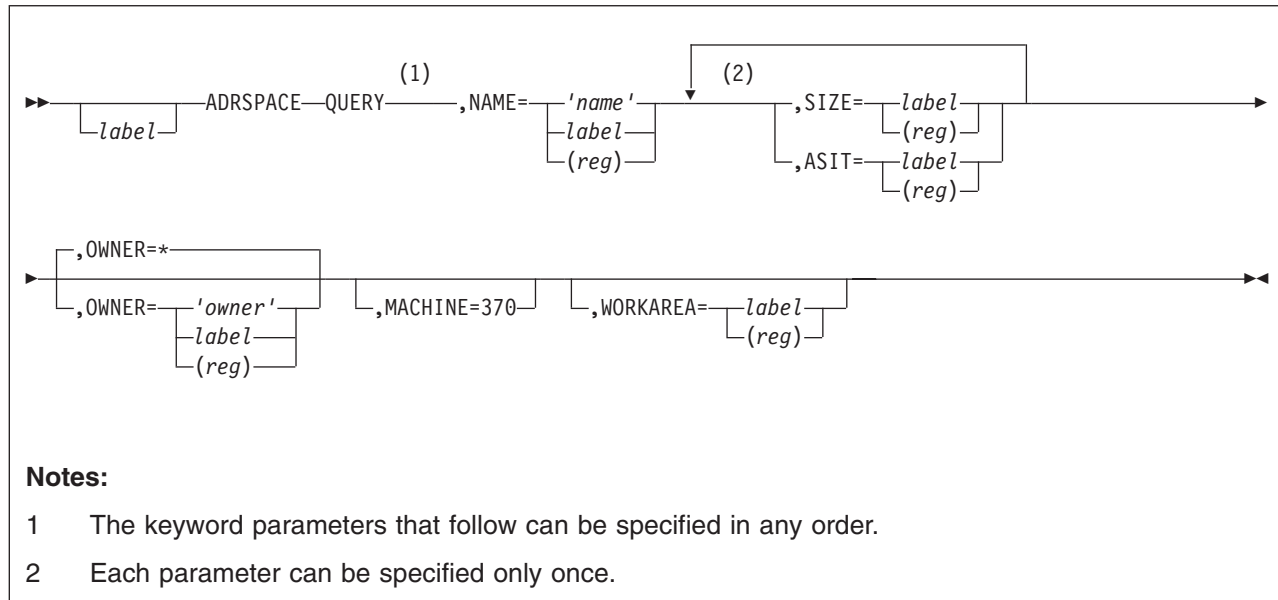 (1) (2)
ADRSPACE QUERY ,NAME= 'name' ,SIZE= label
label label (reg)
(reg) ,ASIT= label
(reg)
,OWNER=*
,OWNER= 'owner' ,MACHINE=370 ,WORKAREA= label
label (reg)
(reg)
Notes:
1 The keyword parameters that follow can be specified in any order.
2 Each parameter can be specified only once.